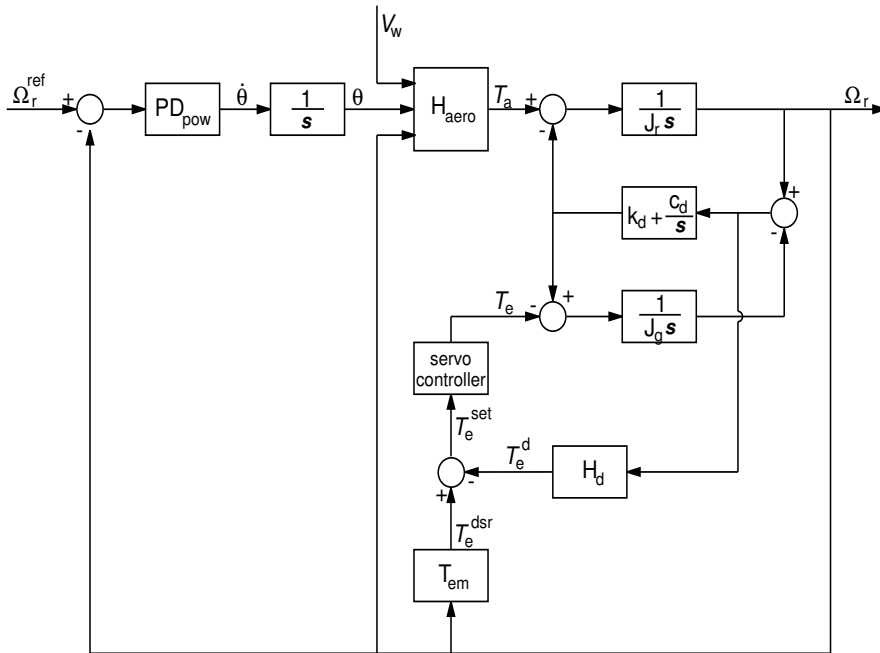 V_w
Ω_r^ref
+
-
PD_pow
θ̇
1/s
θ
H_aero
T_a
+
-
1/(J_r s)
Ω_r
k_d + c_d/s
+
-
T_e
-
+
1/(J_g s)
servo
controller
T_e^set
T_e^d
H_d
+
-
T_e^dsr
T_em